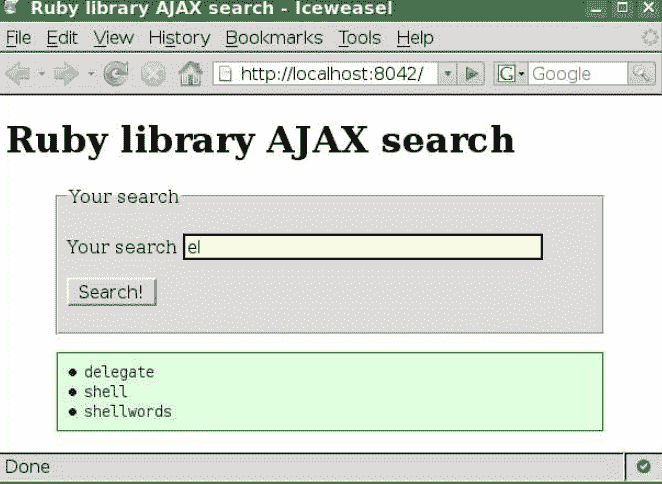 Ruby library AJAX search - Iceweasel
File Edit View History Bookmarks Tools Help
http://localhost:8042/ G Google
Ruby library AJAX search
Your search
Your search el
Search!
delegate
shell
shellwords
Done